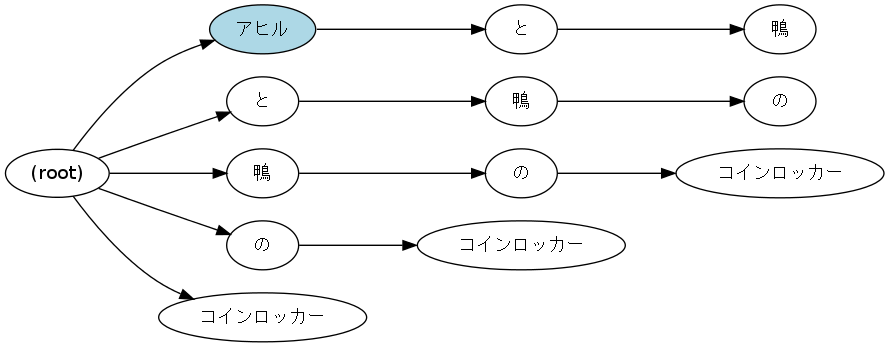 アヒル と 鴨
と 鴨 の
(root) 鴨 の コインロッカー
の コインロッカー
コインロッカー